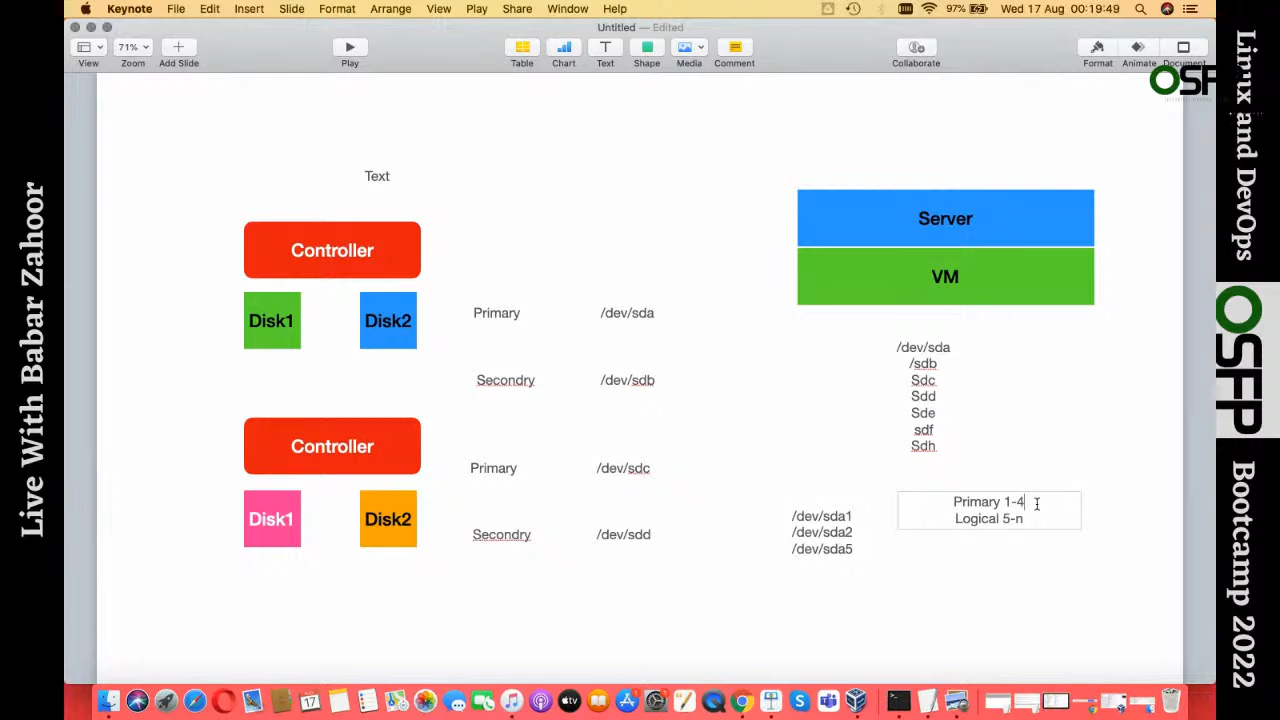 Keynote File Edit Insert Slide Format Arrange View Play Share Window Help 97% Wed 17 Aug 00:19:49
Untitled — Edited
71%
View Zoom Add Slide Play Table Chart Text Shape Media Comment Collaborate Format Animate Document
OSFP
Live With Babar Zahoor
Linux and DevOps
OSFP
Bootcamp 2022
Text
Controller
Disk1 Disk2
Primary /dev/sda
Secondry /dev/sdb
Controller
Disk1 Disk2
Primary /dev/sdc
Secondry /dev/sdd
Server
VM
/dev/sda
/sdb
Sdc
Sdd
Sde
sdf
Sdh
Primary 1-4
Logical 5-n
/dev/sda1
/dev/sda2
/dev/sda5
17